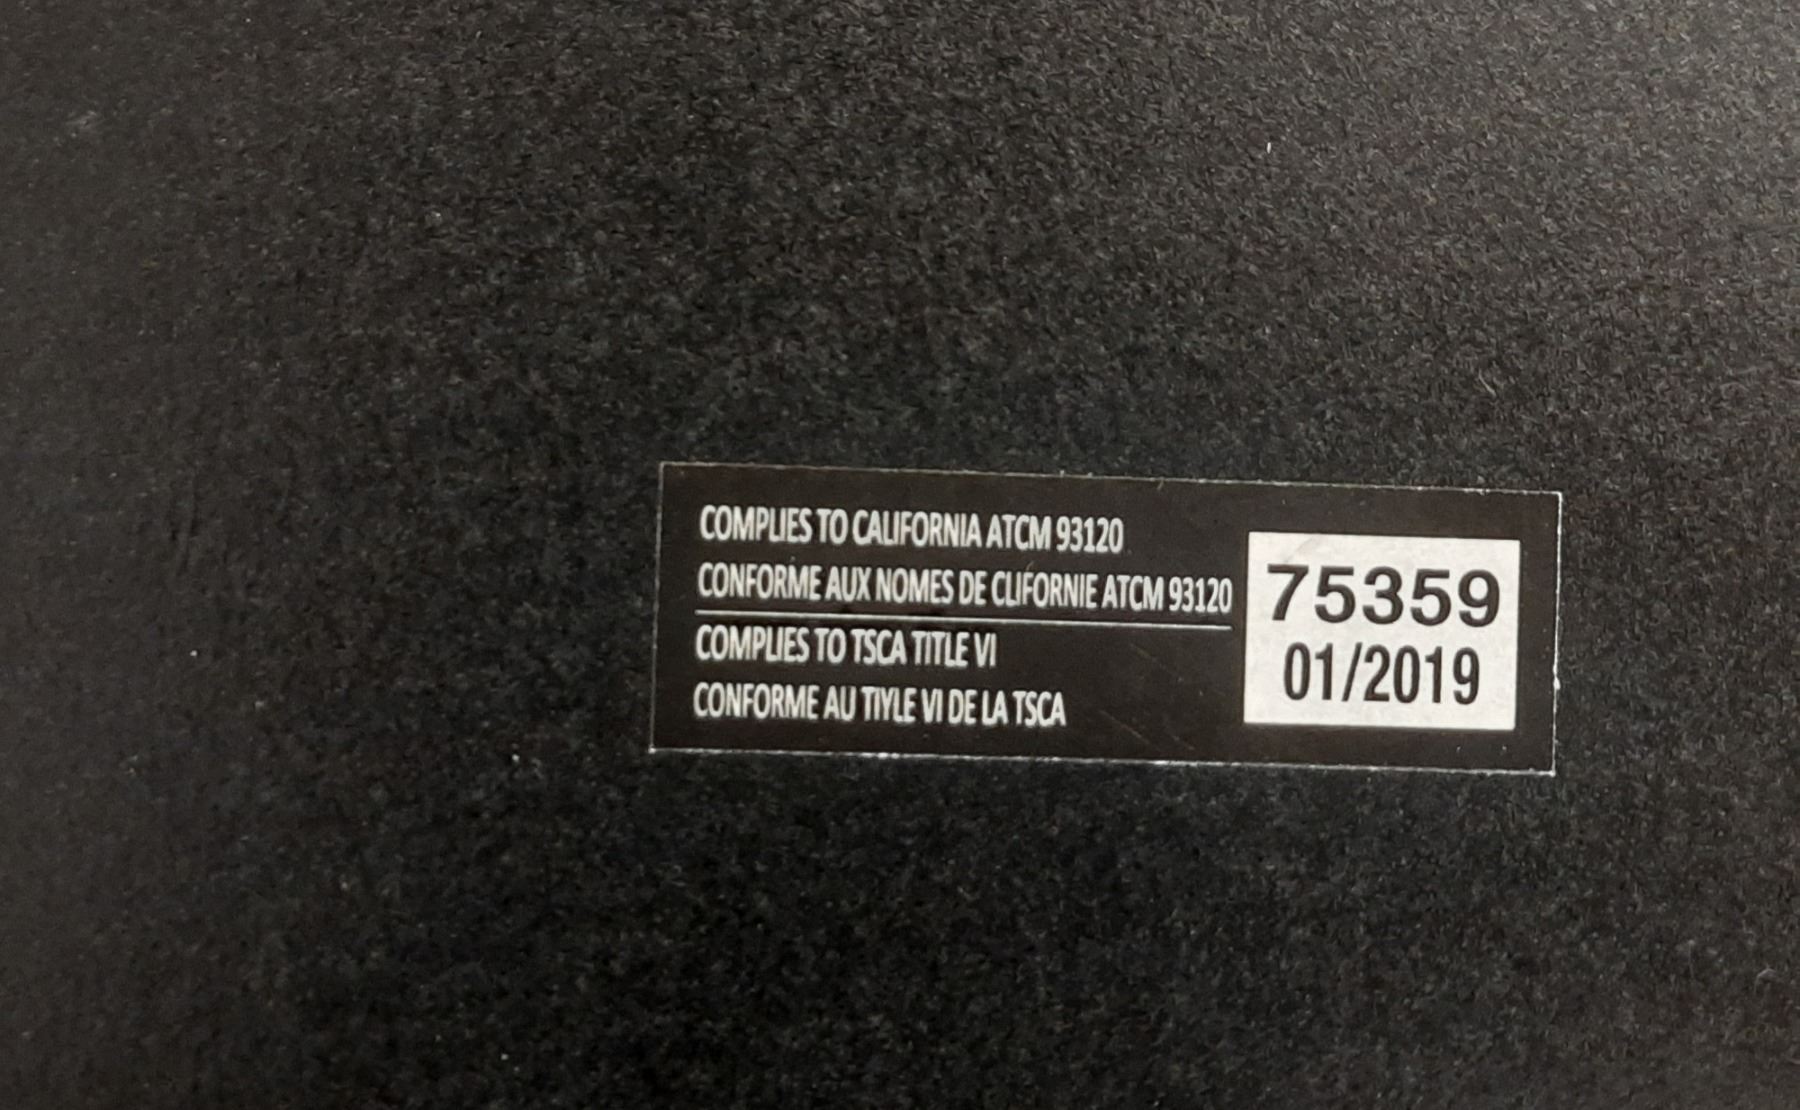 COMPLIES TO CALIFORNIA ATCM 93120
CONFORME AUX NOMES DE CLIFORNIE ATCM 93120
COMPLIES TO TSCA TITLE VI
CONFORME AU TIYLE VI DE LA TSCA
75359
01/2019